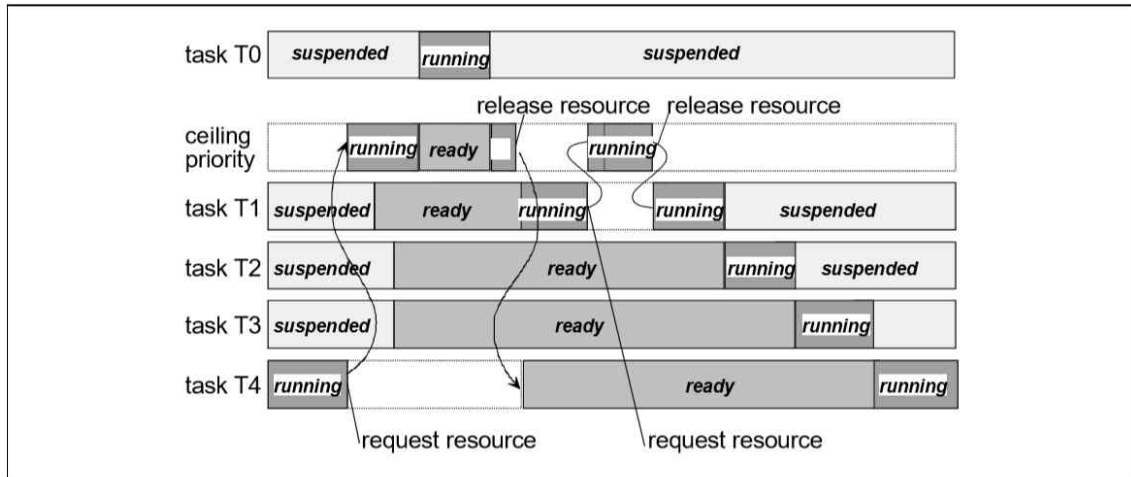 task T0 suspended running suspended
release resource release resource
ceiling priority running ready running
task T1 suspended ready running running suspended
task T2 suspended ready running suspended
task T3 suspended ready running
task T4 running ready running
request resource request resource